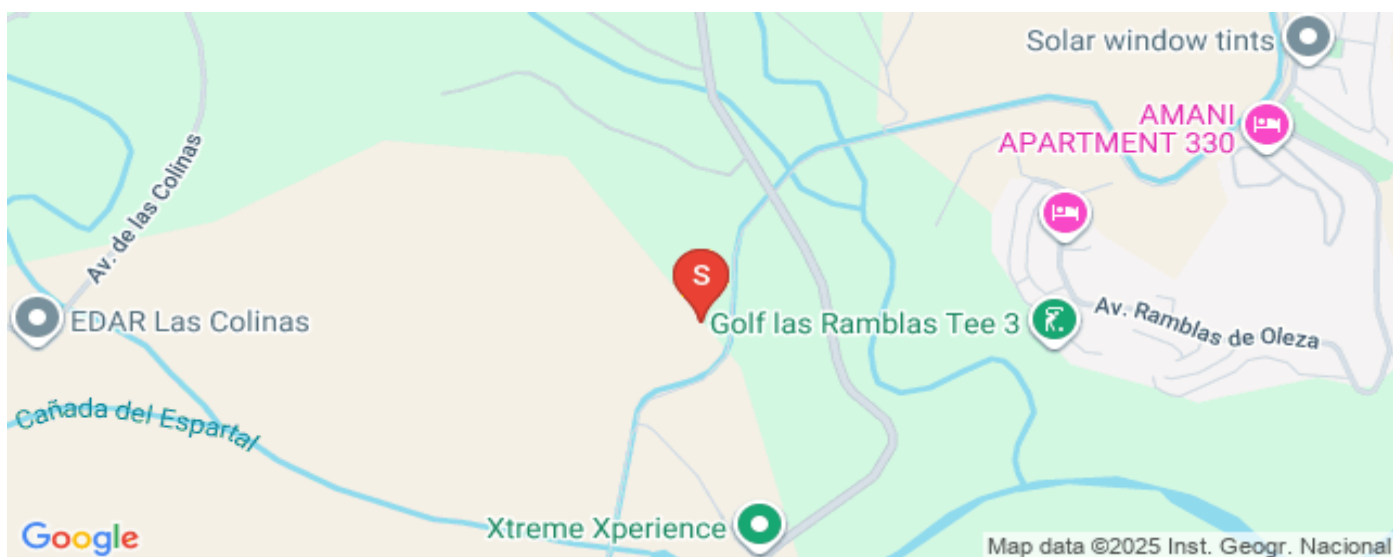 Solar window tints
AMANI
APARTMENT 330
Av. de las Colinas
S
EDAR Las Colinas
Golf las Ramblas Tee 3
Av. Ramblas de Oleza
Cañada del Espartal
Xtreme Xperience
Google
Map data ©2025 Inst. Geogr. Nacional